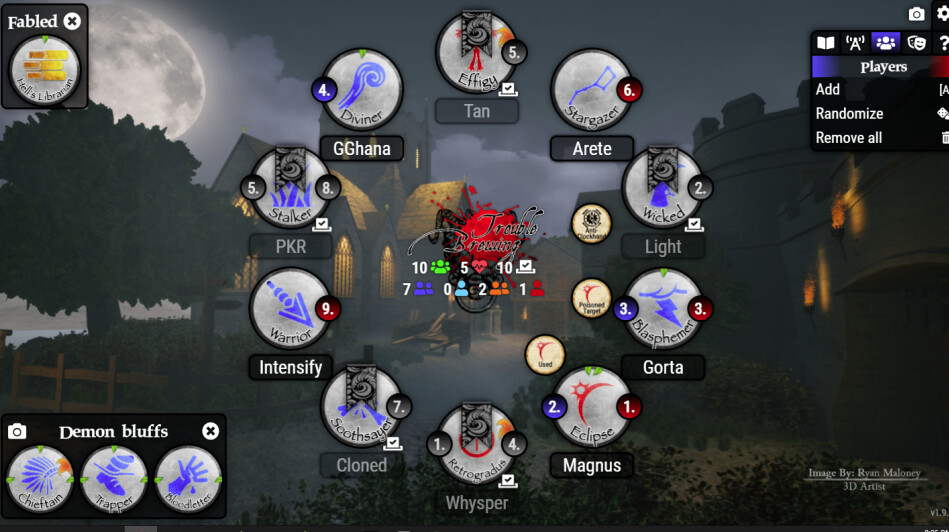 Fabled
Hell's Librarian
5.
Effigy
Tan
4.
Diviner
GGhana
6.
Stargazer
Arete
Players
Add
[A
Randomize
Remove all
5.
8.
Stalker
PKR
2.
Wicked
Light
Anti-
Clockhand
Trouble
Brewing
10 5 10
7 0 2 1
9.
Warrior
Intensify
Poisoned
Target
3.
3.
Blasphemer
Gorta
Used
7.
Soothsayer
Cloned
1.
4.
Retrogradus
Whysper
2.
1.
Eclipse
Magnus
Demon bluffs
Chieftain
Trapper
Bloodletter
Image By: Ryan Maloney
3D Artist